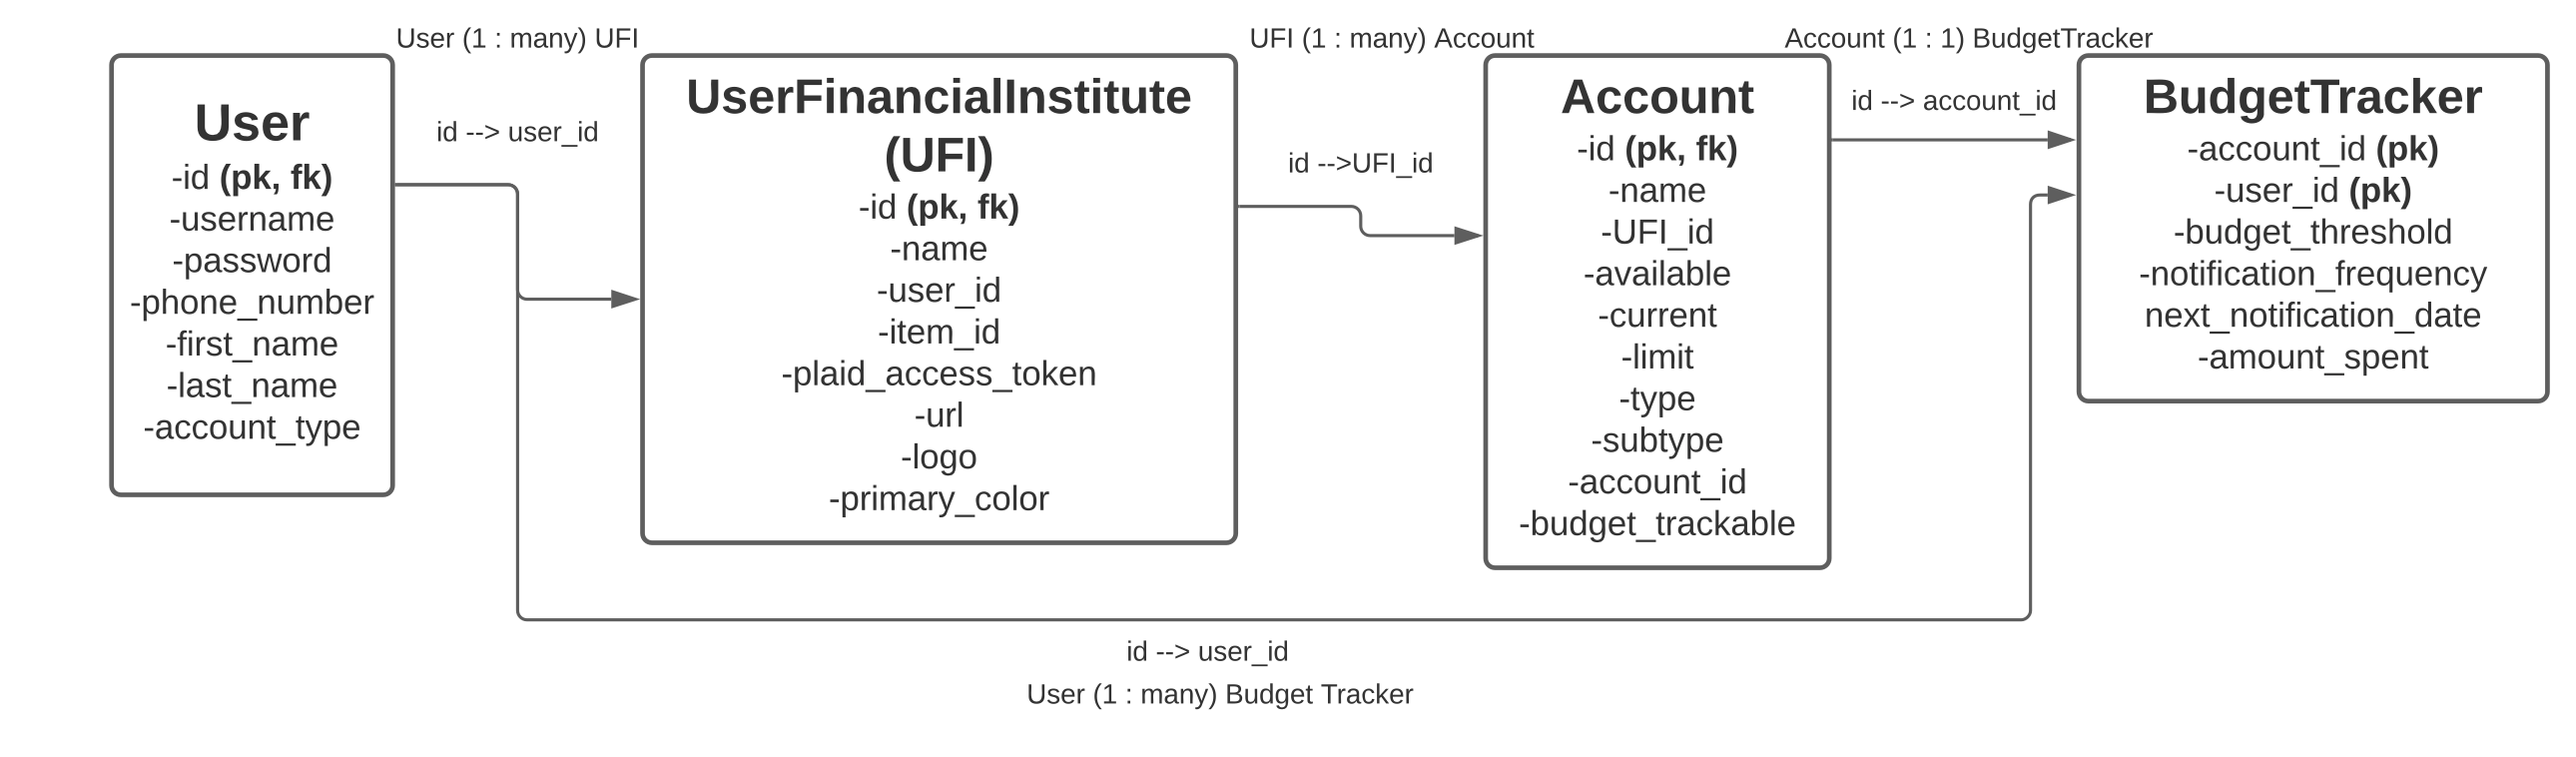 User (1 : many) UFI
UFI (1 : many) Account
Account (1 : 1) BudgetTracker
User
-id (pk, fk)
-username
-password
-phone_number
-first_name
-last_name
-account_type
id --> user_id
UserFinancialInstitute
(UFI)
-id (pk, fk)
-name
-user_id
-item_id
-plaid_access_token
-url
-logo
-primary_color
id -->UFI_id
Account
-id (pk, fk)
-name
-UFI_id
-available
-current
-limit
-type
-subtype
-account_id
-budget_trackable
id --> account_id
BudgetTracker
-account_id (pk)
-user_id (pk)
-budget_threshold
-notification_frequency
next_notification_date
-amount_spent
id --> user_id
User (1 : many) Budget Tracker